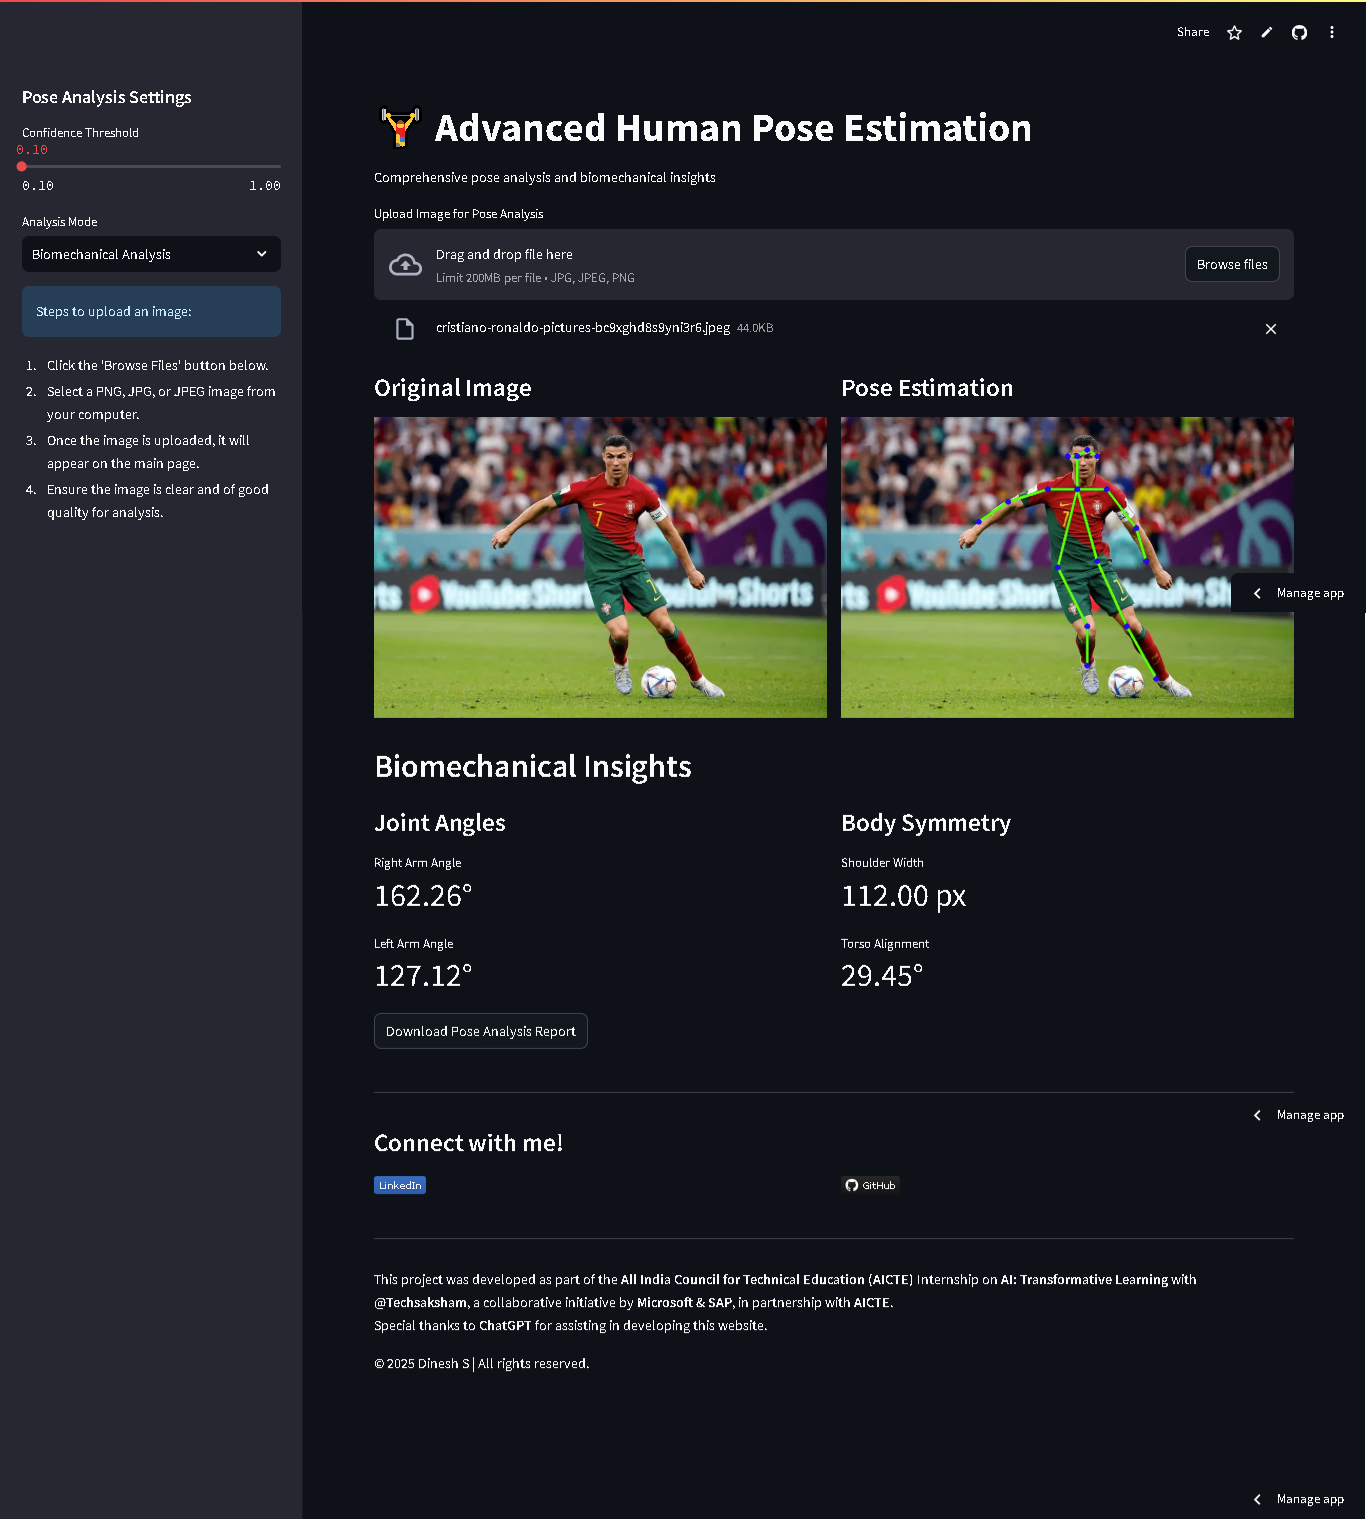 Share
Pose Analysis Settings
Confidence Threshold
0.10
0.10 1.00
Analysis Mode
Biomechanical Analysis
Steps to upload an image:
1. Click the 'Browse Files' button below.
2. Select a PNG, JPG, or JPEG image from
your computer.
3. Once the image is uploaded, it will
appear on the main page.
4. Ensure the image is clear and of good
quality for analysis.
Advanced Human Pose Estimation
Comprehensive pose analysis and biomechanical insights
Upload Image for Pose Analysis
Drag and drop file here
Limit 200MB per file • JPG, JPEG, PNG
Browse files
cristiano-ronaldo-pictures-bc9xghd8s9yni3r6.jpeg 44.0KB
Original Image
Pose Estimation
7
7
ts YouTube Shorts YouTube Shorts
ts YouTube Shorts
7
Manage app
Biomechanical Insights
Joint Angles
Right Arm Angle
162.26°
Left Arm Angle
127.12°
Body Symmetry
Shoulder Width
112.00 px
Torso Alignment
29.45°
Download Pose Analysis Report
Manage app
Connect with me!
LinkedIn
GitHub
This project was developed as part of the All India Council for Technical Education (AICTE) Internship on AI: Transformative Learning with
@Techsaksham, a collaborative initiative by Microsoft & SAP, in partnership with AICTE.
Special thanks to ChatGPT for assisting in developing this website.
© 2025 Dinesh S | All rights reserved.
Manage app